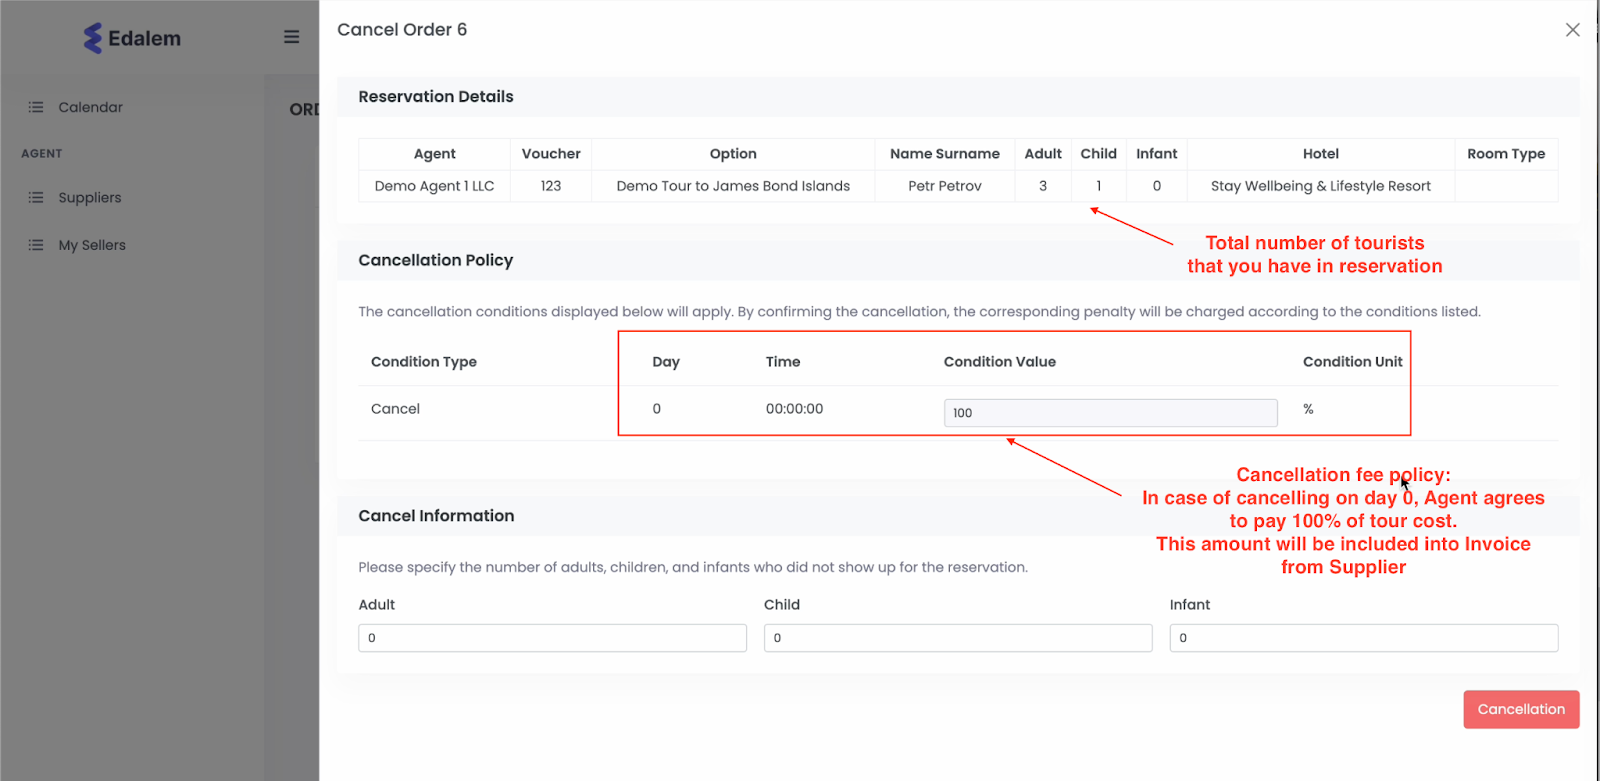 Edalem
Cancel Order 6
Calendar
ORD
AGENT
Suppliers
My Sellers
Reservation Details
Agent Voucher Option Name Surname Adult Child Infant Hotel Room Type
Demo Agent 1 LLC 123 Demo Tour to James Bond Islands Petr Petrov 3 1 0 Stay Wellbeing & Lifestyle Resort
Total number of tourists
that you have in reservation
Cancellation Policy
The cancellation conditions displayed below will apply. By confirming the cancellation, the corresponding penalty will be charged according to the conditions listed.
Condition Type Day Time Condition Value Condition Unit
Cancel 0 00:00:00 100 %
Cancellation fee policy:
In case of cancelling on day 0, Agent agrees
to pay 100% of tour cost.
This amount will be included into Invoice
from Supplier
Cancel Information
Please specify the number of adults, children, and infants who did not show up for the reservation.
Adult Child Infant
0 0 0
Cancellation